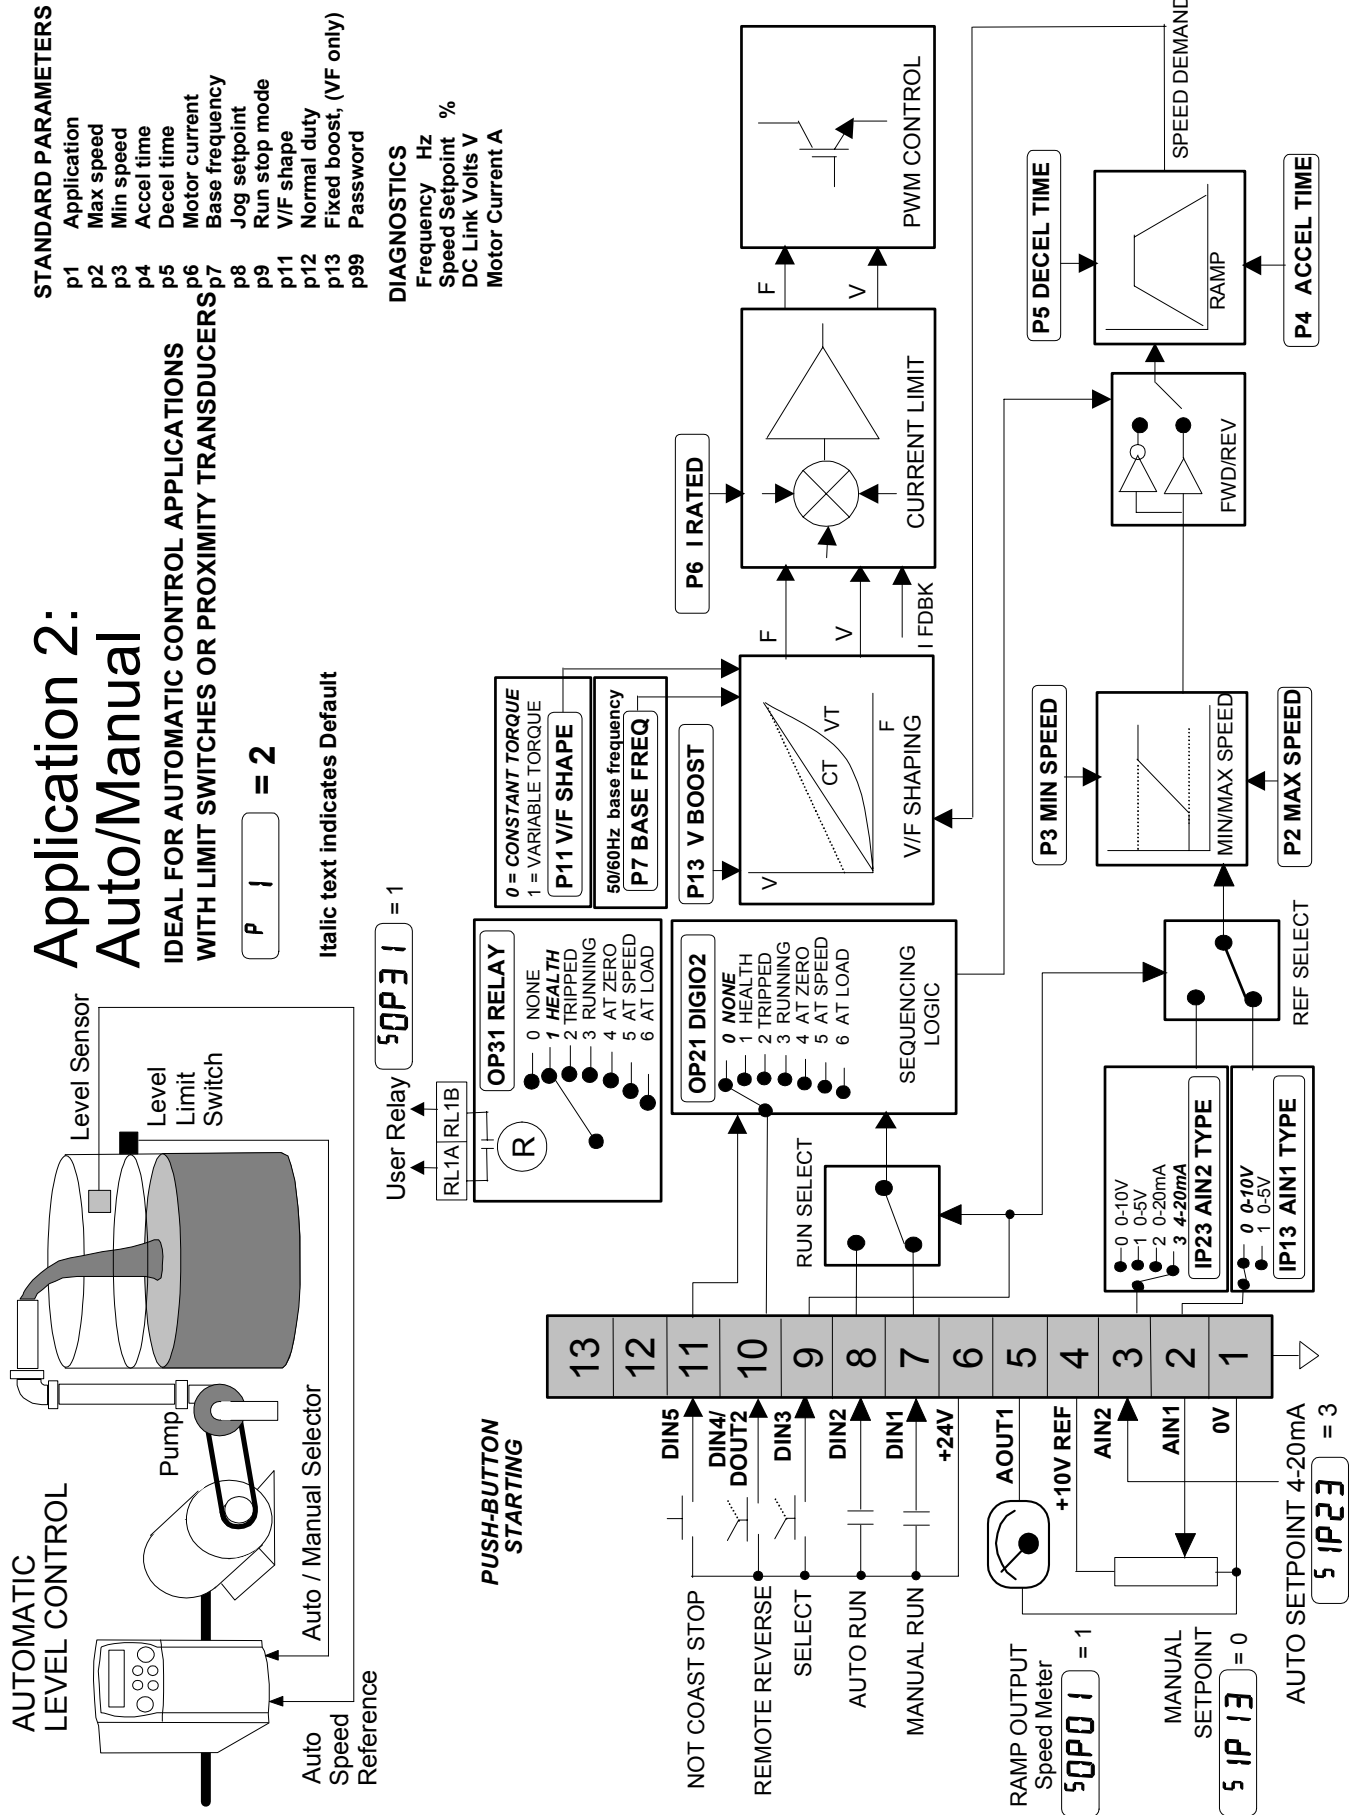 Application 2:
Auto/Manual
IDEAL FOR AUTOMATIC CONTROL APPLICATIONS
WITH LIMIT SWITCHES OR PROXIMITY TRANSDUCERS
P 1 = 2
Italic text indicates Default
STANDARD PARAMETERS
p1 Application
p2 Max speed
p3 Min speed
p4 Accel time
p5 Decel time
p6 Motor current
p7 Base frequency
p8 Jog setpoint
p9 Run stop mode
p11 V/F shape
p12 Normal duty
p13 Fixed boost, (VF only)
p99 Password
DIAGNOSTICS
Frequency Hz
Speed Setpoint %
DC Link Volts V
Motor Current A
AUTOMATIC
LEVEL CONTROL
Pump
Level Sensor
Level
Limit
Switch
Auto / Manual Selector
Auto
Speed
Reference
User Relay
SOP31 = 1
RL1A RL1B
R
OP31 RELAY
0 NONE
1 HEALTH
2 TRIPPED
3 RUNNING
4 AT ZERO
5 AT SPEED
6 AT LOAD
0 = CONSTANT TORQUE
1 = VARIABLE TORQUE
P11 V/F SHAPE
50/60Hz base frequency
P7 BASE FREQ
P13 V BOOST
P6 I RATED
PUSH-BUTTON
STARTING
NOT COAST STOP
REMOTE REVERSE
SELECT
AUTO RUN
MANUAL RUN
DIN5
DIN4/
DOUT2
DIN3
DIN2
DIN1
+24V
AOUT1
+10V REF
AIN2
AIN1
0V
13
12
11
10
9
8
7
6
5
4
3
2
1
OP21 DIGIO2
0 NONE
1 HEALTH
2 TRIPPED
3 RUNNING
4 AT ZERO
5 AT SPEED
6 AT LOAD
SEQUENCING
LOGIC
RUN SELECT
V
CT
VT
F
V/F SHAPING
F
V
I FDBK
CURRENT LIMIT
F
V
PWM CONTROL
RAMP OUTPUT
Speed Meter
SOP01 = 1
MANUAL
SETPOINT
SIP13 = 0
AUTO SETPOINT 4-20mA
SIP23 = 3
0 0-10V
1 0-5V
2 0-20mA
3 4-20mA
IP23 AIN2 TYPE
0 0-10V
1 0-5V
IP13 AIN1 TYPE
REF SELECT
P3 MIN SPEED
MIN/MAX SPEED
P2 MAX SPEED
FWD/REV
P5 DECEL TIME
RAMP
P4 ACCEL TIME
SPEED DEMAND